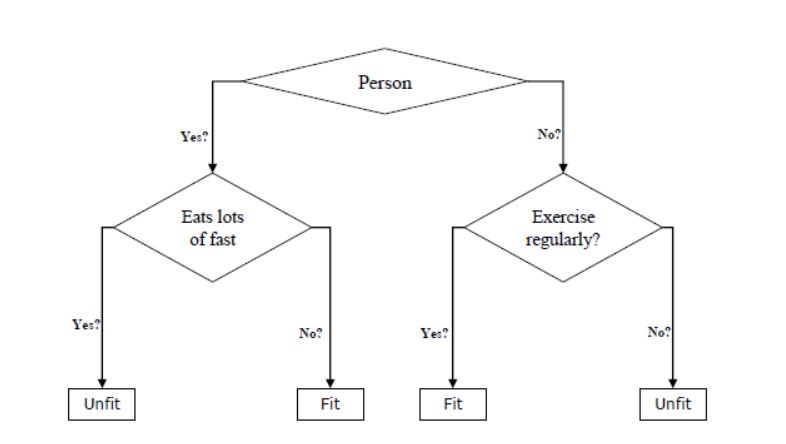 Person
Yes?
No?
Eats lots
of fast
Exercise
regularly?
Yes?
No?
Yes?
No?
Unfit
Fit
Fit
Unfit